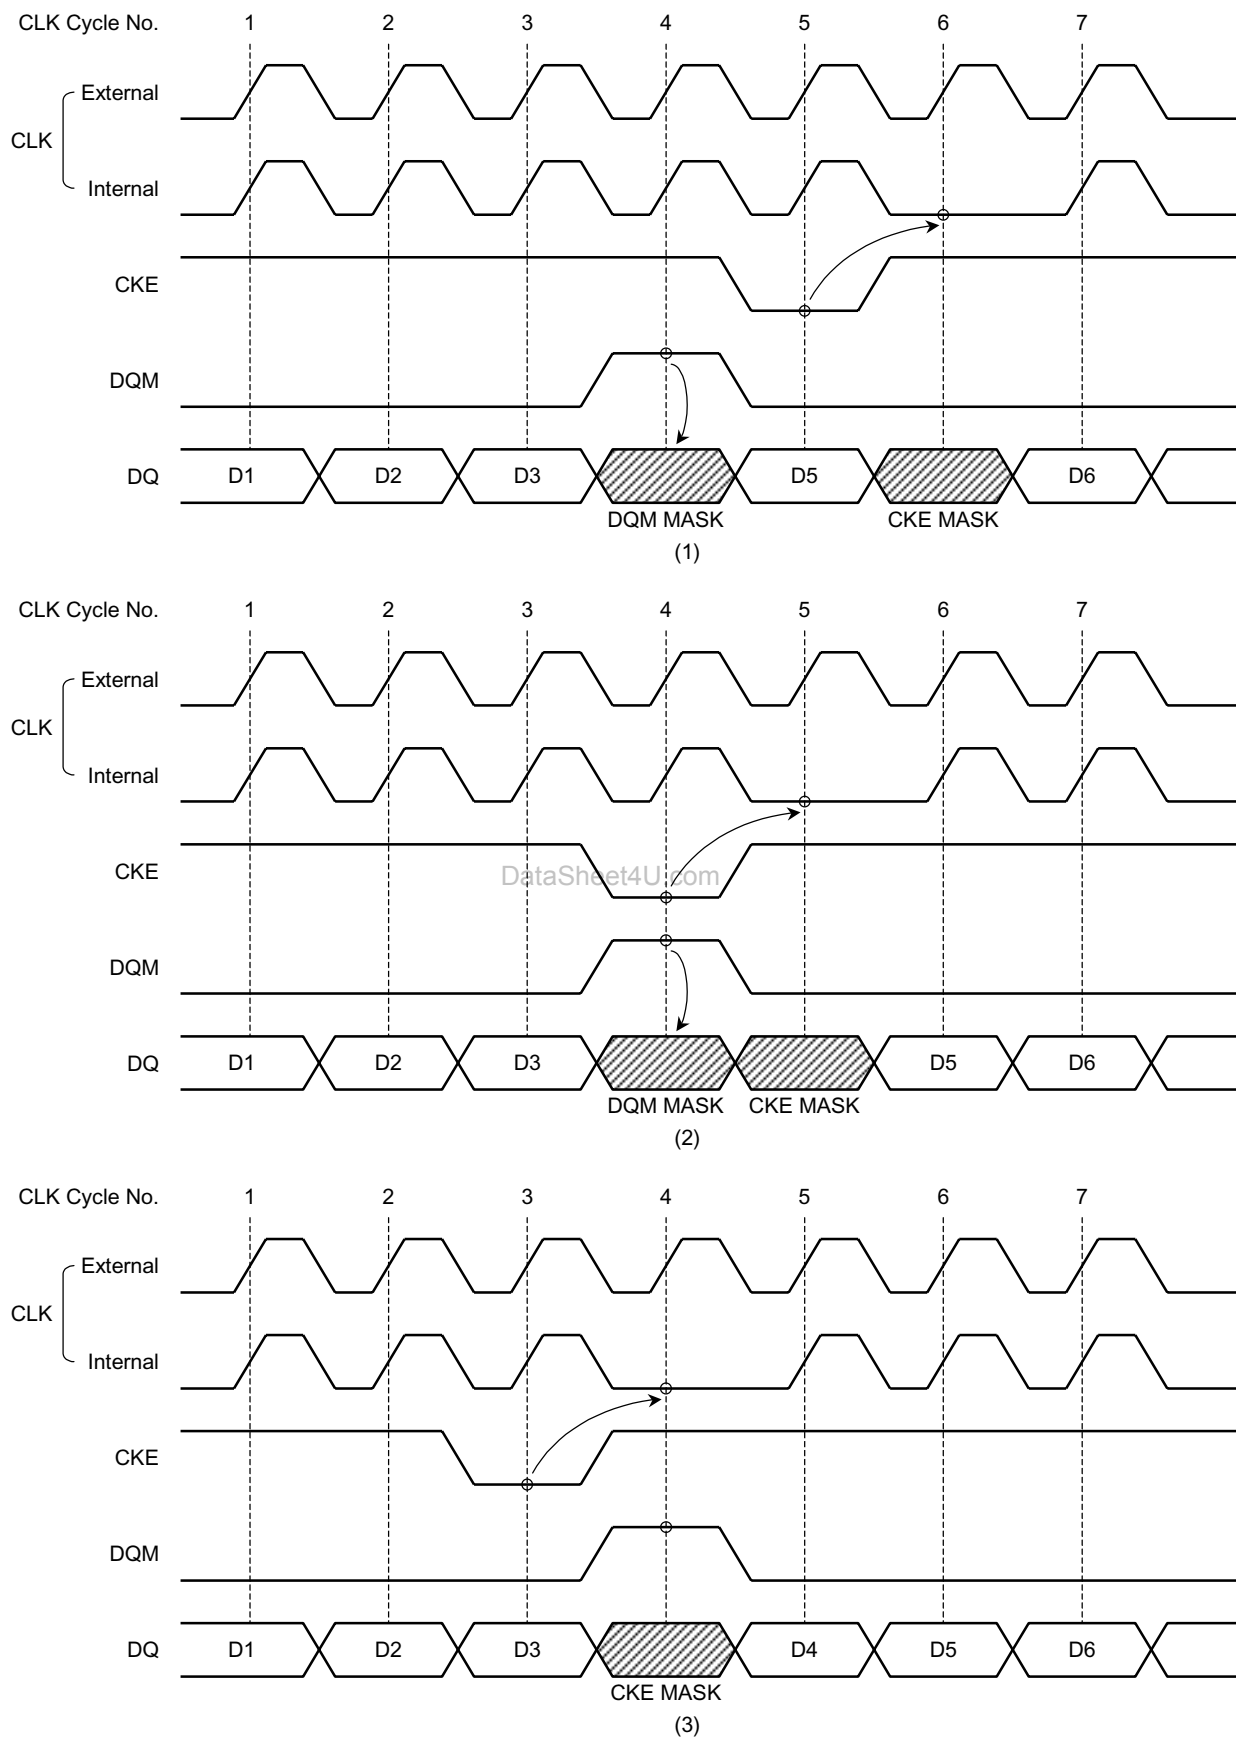 CLK Cycle No. 1 2 3 4 5 6 7
External
CLK
Internal
CKE
DQM
DQ D1 D2 D3 D5 D6
DQM MASK CKE MASK
(1)
CLK Cycle No. 1 2 3 4 5 6 7
External
CLK
Internal
CKE
DataSheet4U.com
DQM
DQ D1 D2 D3 D5 D6
DQM MASK CKE MASK
(2)
CLK Cycle No. 1 2 3 4 5 6 7
External
CLK
Internal
CKE
DQM
DQ D1 D2 D3 D4 D5 D6
CKE MASK
(3)